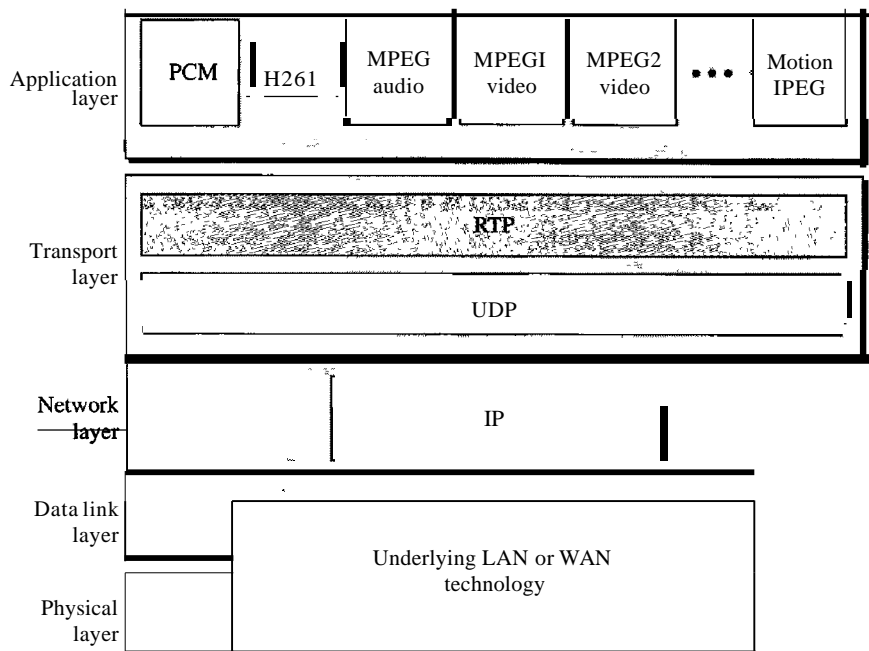 Application
layer
PCM
H261
MPEG
audio
MPEGI
video
MPEG2
video
•••
Motion
IPEG
Transport
layer
RTP
UDP
Network
layer
IP
Data link
layer
Underlying LAN or WAN
technology
Physical
layer